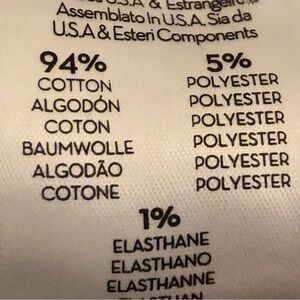 U.S.A & Estrangeiro
Assemblato In U.S.A. Sia da
U.S.A & Esteri Components
94%
COTTON
ALGODÓN
COTON
BAUMWOLLE
ALGODÃO
COTONE
5%
POLYESTER
POLYESTER
POLYESTER
POLYESTER
POLYESTER
POLYESTER
1%
ELASTHANE
ELASTHANO
ELASTHANNE
ELASTHAN